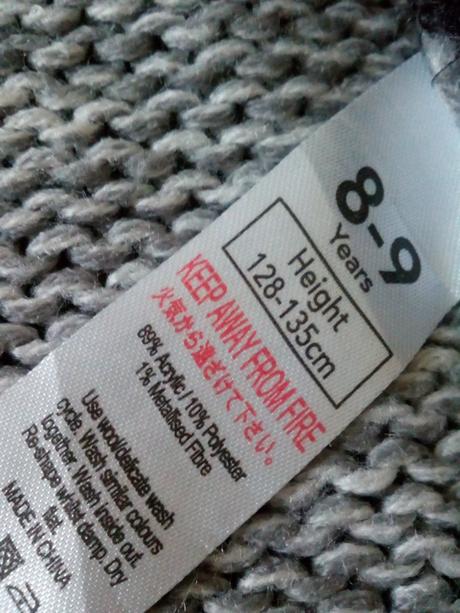 8-9
Years
Height
128-135cm
KEEP AWAY FROM FIRE
火気から遠ざけて下さい。
89% Acrylic / 10% Polyester
1% Metallised Fibre
Use wool/delicate wash
cycle. Wash similar colours
together. Wash inside out.
Re-shape whilst damp. Dry
flat.
MADE IN CHINA